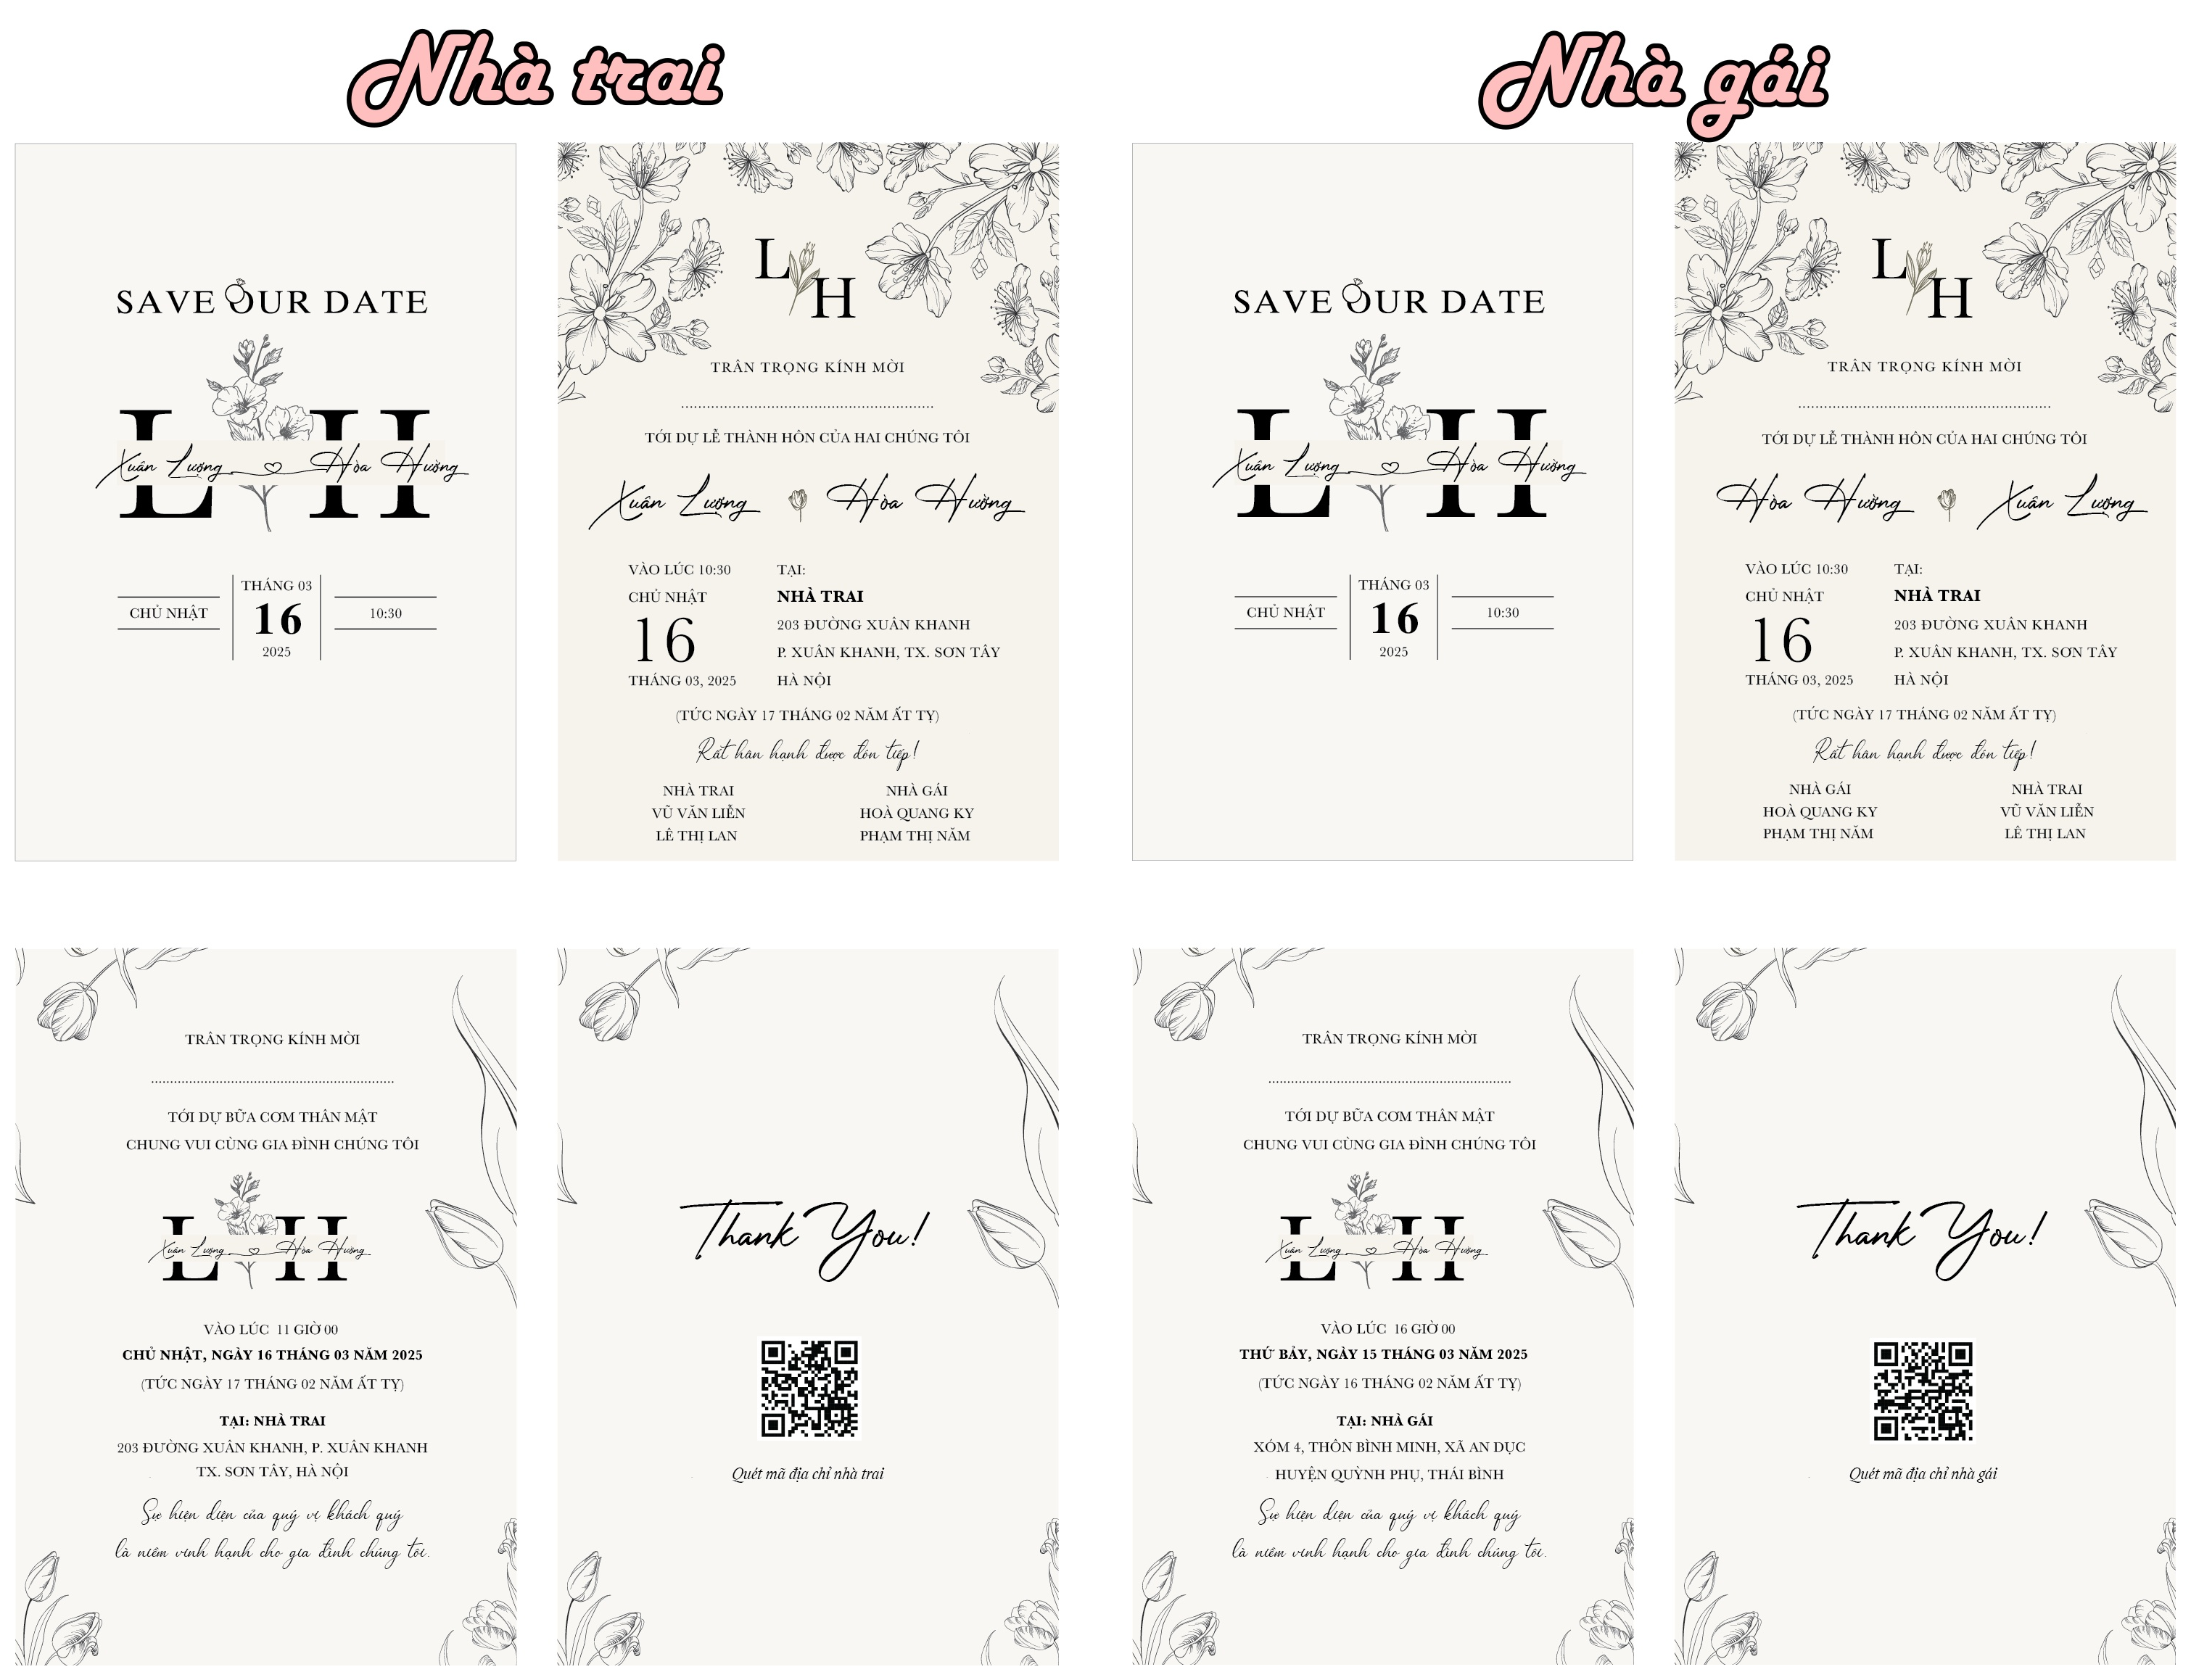 Nhà trai
SAVE OUR DATE
L H
Xuân Lượng Hòa Hường
CHỦ NHẬT
THÁNG 03
16
2025
10:30
L H
TRÂN TRỌNG KÍNH MỜI
TỚI DỰ LỄ THÀNH HÔN CỦA HAI CHÚNG TÔI
Xuân Lượng Hòa Hường
VÀO LÚC 10:30
CHỦ NHẬT
16
THÁNG 03, 2025
TẠI:
NHÀ TRAI
203 ĐƯỜNG XUÂN KHANH
P. XUÂN KHANH, TX. SƠN TÂY
HÀ NỘI
(TỨC NGÀY 17 THÁNG 02 NĂM ẤT TỴ)
Rất hân hạnh được đón tiếp!
NHÀ TRAI
VŨ VĂN LIỄN
LÊ THỊ LAN
NHÀ GÁI
HOÀ QUANG KY
PHẠM THỊ NĂM
TRÂN TRỌNG KÍNH MỜI
TỚI DỰ BỮA CƠM THÂN MẬT
CHUNG VUI CÙNG GIA ĐÌNH CHÚNG TÔI
L H
Xuân Lượng Hòa Hường
VÀO LÚC 11 GIỜ 00
CHỦ NHẬT, NGÀY 16 THÁNG 03 NĂM 2025
(TỨC NGÀY 17 THÁNG 02 NĂM ẤT TỴ)
TẠI: NHÀ TRAI
203 ĐƯỜNG XUÂN KHANH, P. XUÂN KHANH
TX. SƠN TÂY, HÀ NỘI
Sự hiện diện của quý vị khách quý
là niềm vinh hạnh cho gia đình chúng tôi.
Thank You!
Quét mã địa chỉ nhà trai
Nhà gái
SAVE OUR DATE
L H
Xuân Lượng Hòa Hường
CHỦ NHẬT
THÁNG 03
16
2025
10:30
L H
TRÂN TRỌNG KÍNH MỜI
TỚI DỰ LỄ THÀNH HÔN CỦA HAI CHÚNG TÔI
Hòa Hường Xuân Lượng
VÀO LÚC 10:30
CHỦ NHẬT
16
THÁNG 03, 2025
TẠI:
NHÀ TRAI
203 ĐƯỜNG XUÂN KHANH
P. XUÂN KHANH, TX. SƠN TÂY
HÀ NỘI
(TỨC NGÀY 17 THÁNG 02 NĂM ẤT TỴ)
Rất hân hạnh được đón tiếp!
NHÀ GÁI
HOÀ QUANG KY
PHẠM THỊ NĂM
NHÀ TRAI
VŨ VĂN LIỄN
LÊ THỊ LAN
TRÂN TRỌNG KÍNH MỜI
TỚI DỰ BỮA CƠM THÂN MẬT
CHUNG VUI CÙNG GIA ĐÌNH CHÚNG TÔI
L H
Xuân Lượng Hòa Hường
VÀO LÚC 16 GIỜ 00
THỨ BẢY, NGÀY 15 THÁNG 03 NĂM 2025
(TỨC NGÀY 16 THÁNG 02 NĂM ẤT TỴ)
TẠI: NHÀ GÁI
XÓM 4, THÔN BÌNH MINH, XÃ AN DỤC
HUYỆN QUỲNH PHỤ, THÁI BÌNH
Sự hiện diện của quý vị khách quý
là niềm vinh hạnh cho gia đình chúng tôi.
Thank You!
Quét mã địa chỉ nhà gái